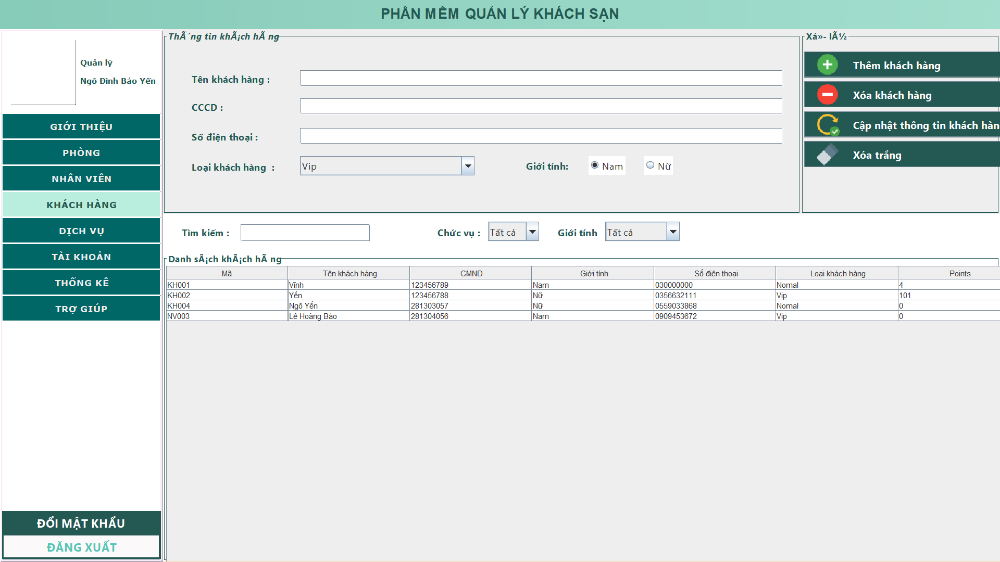 PHẦN MỀM QUẢN LÝ KHÁCH SẠN
Quản lý
Ngô Đình Bảo Yến
GIỚI THIỆU
PHÒNG
NHÂN VIÊN
KHÁCH HÀNG
DỊCH VỤ
TÀI KHOẢN
THỐNG KÊ
TRỢ GIÚP
ĐỔI MẬT KHẨU
ĐĂNG XUẤT
ThÃ´ng tin khÃ¡ch hÃ ng
Tên khách hàng :
CCCD :
Số điện thoại :
Loại khách hàng : Vip Giới tính: Nam Nữ
Xá»­ lÃ½
Thêm khách hàng
Xóa khách hàng
Cập nhật thông tin khách hàn
Xóa trắng
Tìm kiếm : Chức vụ : Tất cả Giới tính Tất cả
Danh sÃ¡ch khÃ¡ch hÃ ng
Mã Tên khách hàng CMND Giới tính Số điện thoại Loại khách hàng Points
KH001 Vĩnh 123456789 Nam 030000000 Nomal 4
KH002 Yến 123456788 Nữ 0356632111 Vip 101
KH004 Ngô Yến 281303057 Nữ 0559033868 Nomal 0
NV003 Lê Hoàng Bảo 281304056 Nam 0909453672 Vip 0